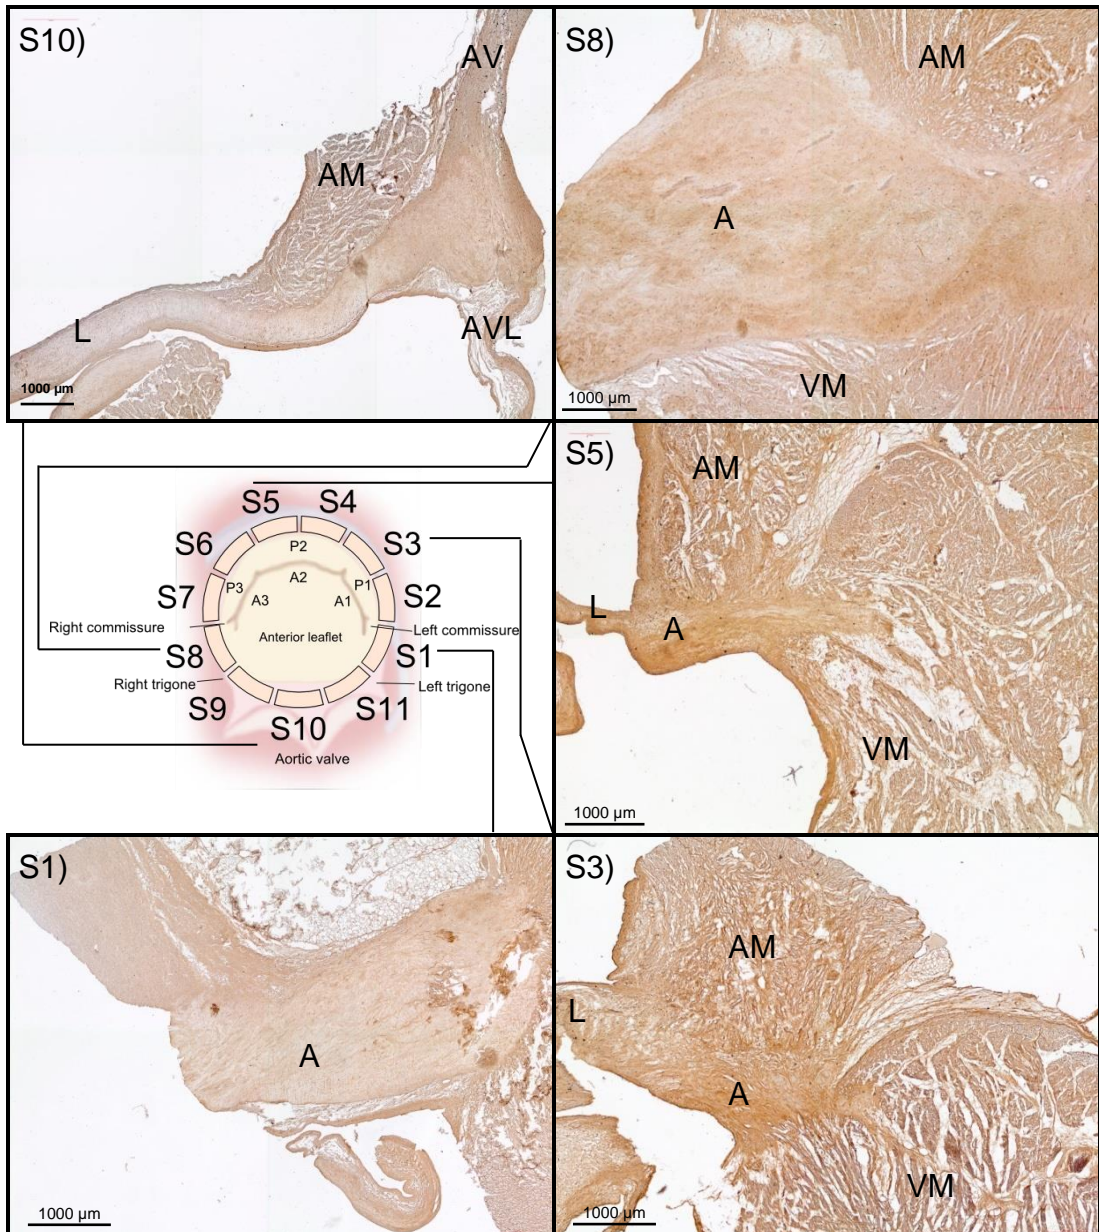 S10)
AV
AM
L
AVL
1000 µm
S8)
AM
A
VM
1000 µm
S5)
AM
L
A
VM
1000 µm
S5
S4
S6
S3
P2
A2
P3
P1
A3
A1
S7
S2
Right commissure
Left commissure
Anterior leaflet
S8
S1
Right trigone
Left trigone
S9
S11
S10
Aortic valve
S1)
A
1000 µm
S3)
AM
L
A
VM
1000 µm